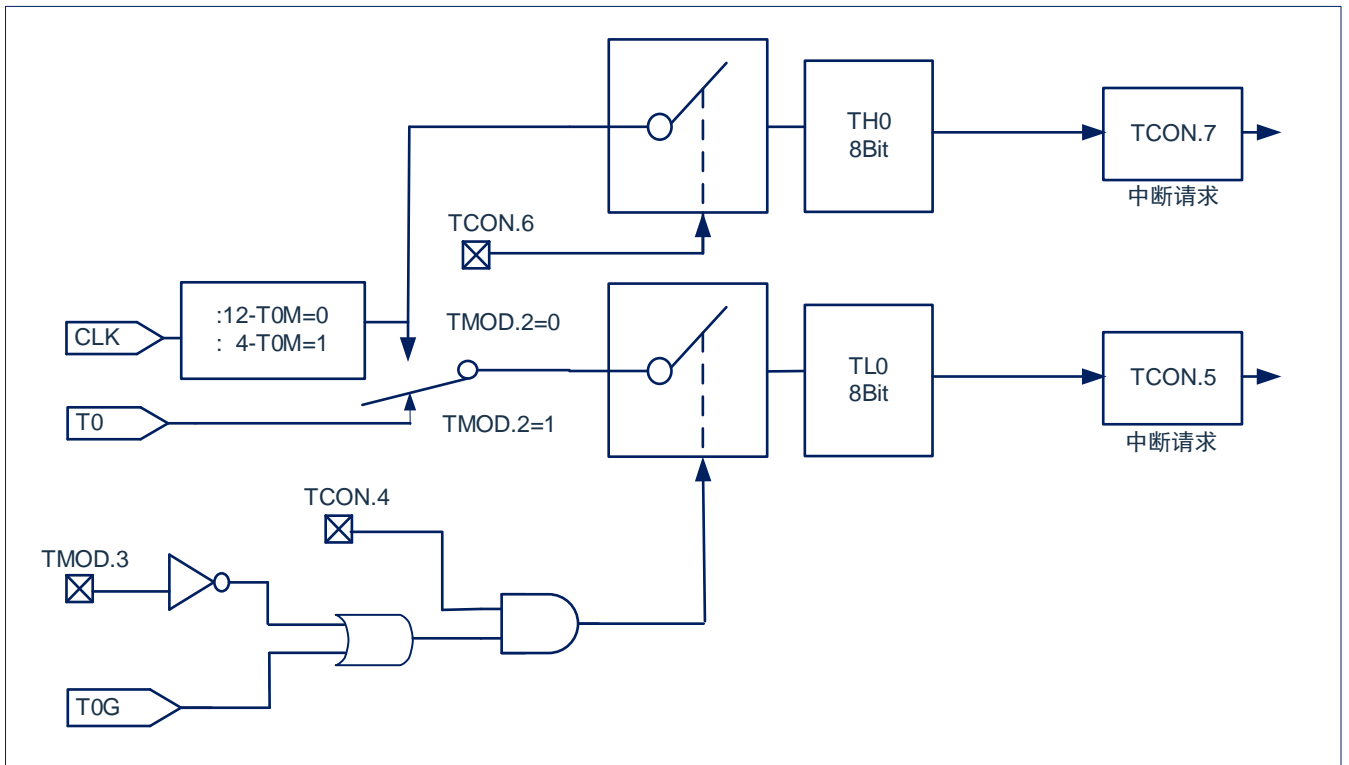 TH0
8Bit
TCON.7
中断请求
TCON.6
:12-T0M=0
: 4-T0M=1
CLK
TMOD.2=0
TL0
8Bit
TCON.5
中断请求
T0
TMOD.2=1
TCON.4
TMOD.3
T0G